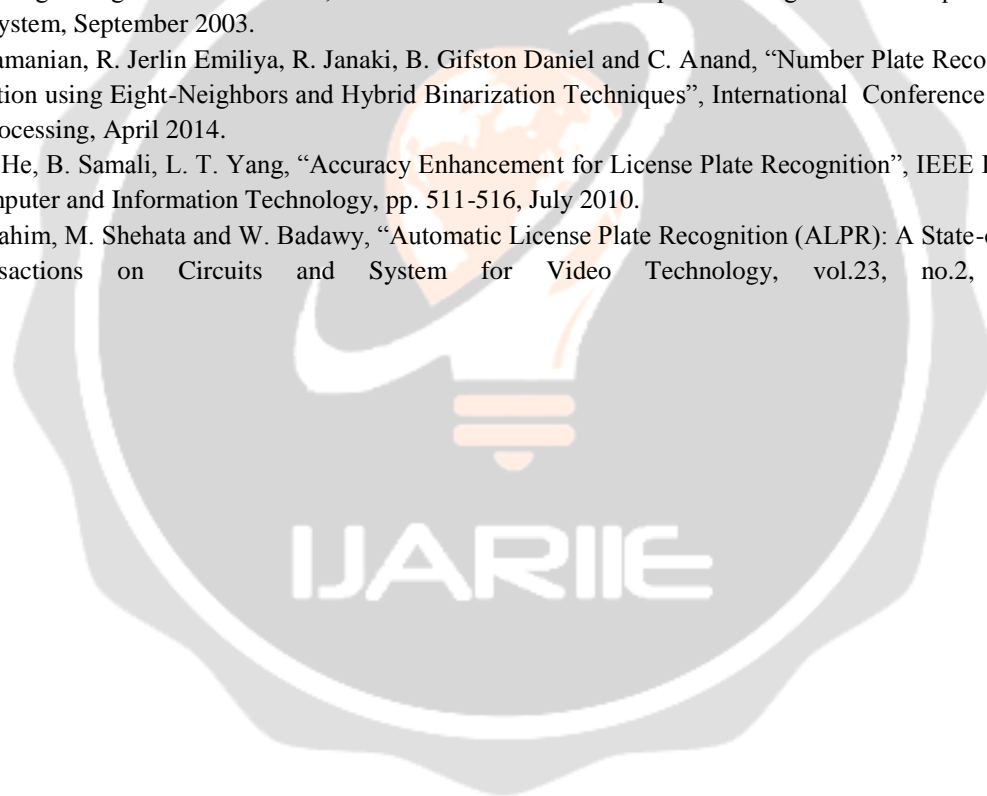 ystem, September 2003.
amanian, R. Jerlin Emiliya, R. Janaki, B. Gifston Daniel and C. Anand, “Number Plate Reco
tion using Eight-Neighbors and Hybrid Binarization Techniques”, International Conference
ocessing, April 2014.
He, B. Samali, L. T. Yang, “Accuracy Enhancement for License Plate Recognition”, IEEE I
nputer and Information Technology, pp. 511-516, July 2010.
ahim, M. Shehata and W. Badawy, “Automatic License Plate Recognition (ALPR): A State-o
sactions on Circuits and System for Video Technology, vol.23, no.2,
IJARIIE